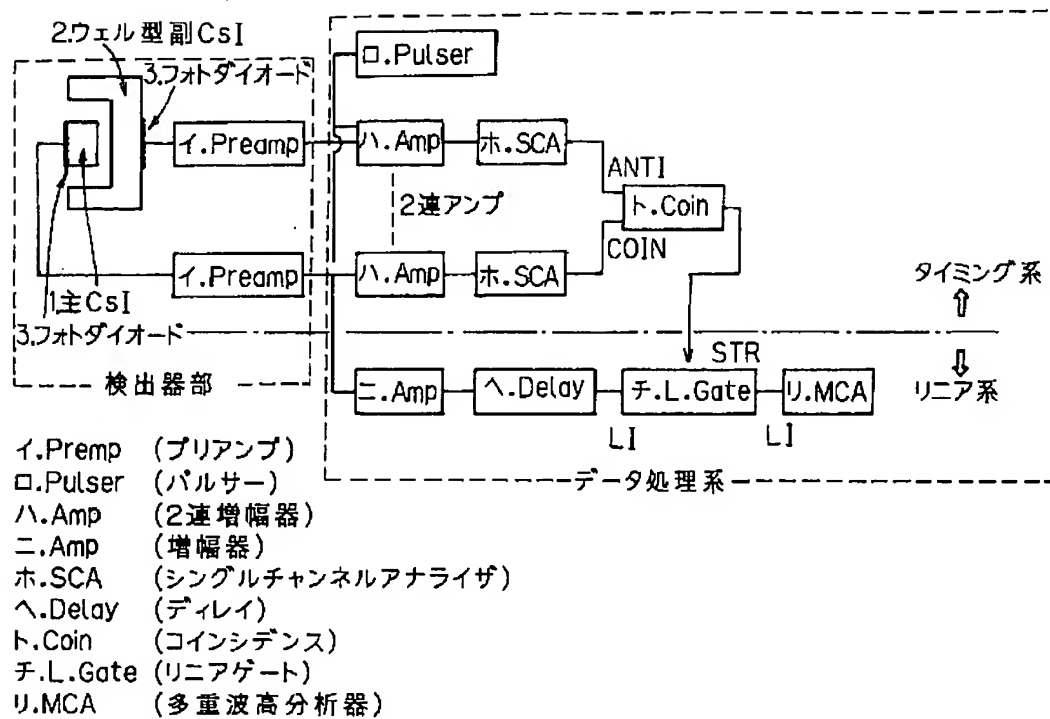 2.ウェル型副CsI
3.フォトダイオード
ロ.Pulser
イ.Preamp
ハ.Amp
ホ.SCA
ANTI
2連アンプ
ト.Coin
COIN
イ.Preamp
ハ.Amp
ホ.SCA
タイミング系
1.主CsI
3.フォトダイオード
検出器部
STR
リニア系
ニ.Amp
ヘ.Delay
チ.L.Gate
リ.MCA
LI
LI
データ処理系
イ.Premp (プリアンプ)
ロ.Pulser (パルサー)
ハ.Amp (2連増幅器)
ニ.Amp (増幅器)
ホ.SCA (シングルチャンネルアナライザ)
ヘ.Delay (ディレイ)
ト.Coin (コインシデンス)
チ.L.Gate (リニアゲート)
リ.MCA (多重波高分析器)